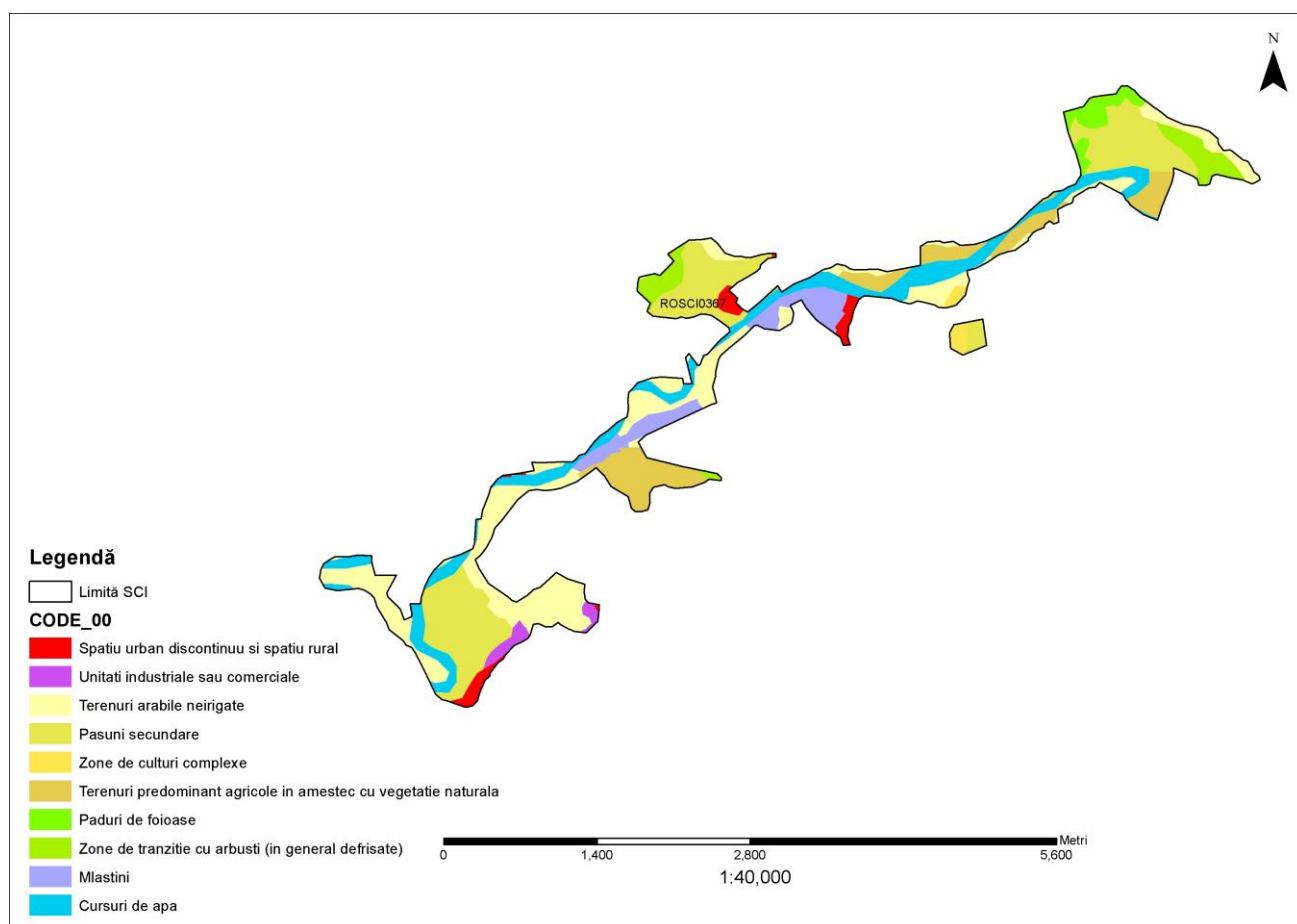 N
ROSCI0367
Legendă
Limită SCI
CODE_00
Spatiu urban discontinuu si spatiu rural
Unitati industriale sau comerciale
Terenuri arabile neirigate
Pasuni secundare
Zone de culturi complexe
Terenuri predominant agricole in amestec cu vegetatie naturala
Paduri de foioase
Zone de tranzitie cu arbusti (in general defrisate)
Mlastini
Cursuri de apa
Metri
0 1,400 2,800 5,600
1:40,000